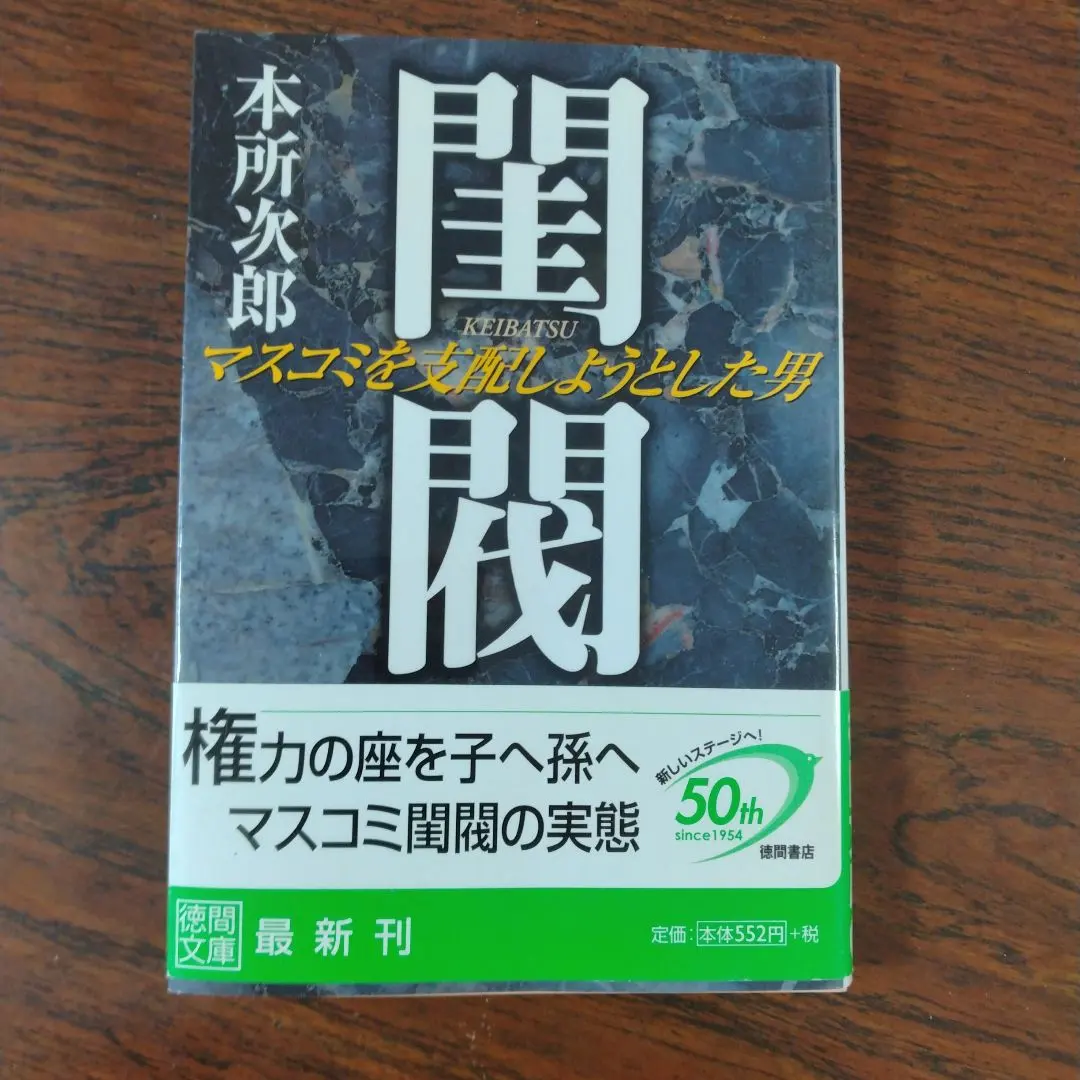 閨閥
KEIBATSU
マスコミを支配しようとした男
本所次郎
権力の座を子へ孫へ
マスコミ閨閥の実態
新しいステージへ!
50th
since1954
徳間書店
徳間文庫
最新刊
定価:本体552円+税